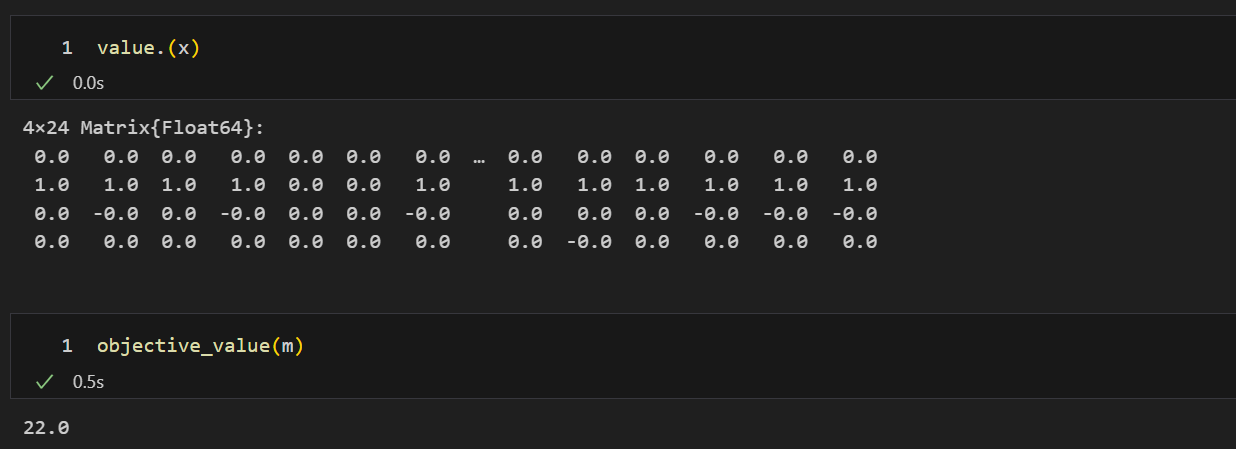 1 value.(x)
✓ 0.0s
4×24 Matrix{Float64}:
0.0 0.0 0.0 0.0 0.0 0.0 0.0 … 0.0 0.0 0.0 0.0 0.0 0.0
1.0 1.0 1.0 1.0 0.0 0.0 1.0 1.0 1.0 1.0 1.0 1.0 1.0
0.0 -0.0 0.0 -0.0 0.0 0.0 -0.0 0.0 0.0 0.0 -0.0 -0.0 -0.0
0.0 0.0 0.0 0.0 0.0 0.0 0.0 0.0 -0.0 0.0 0.0 0.0 0.0
1 objective_value(m)
✓ 0.5s
22.0